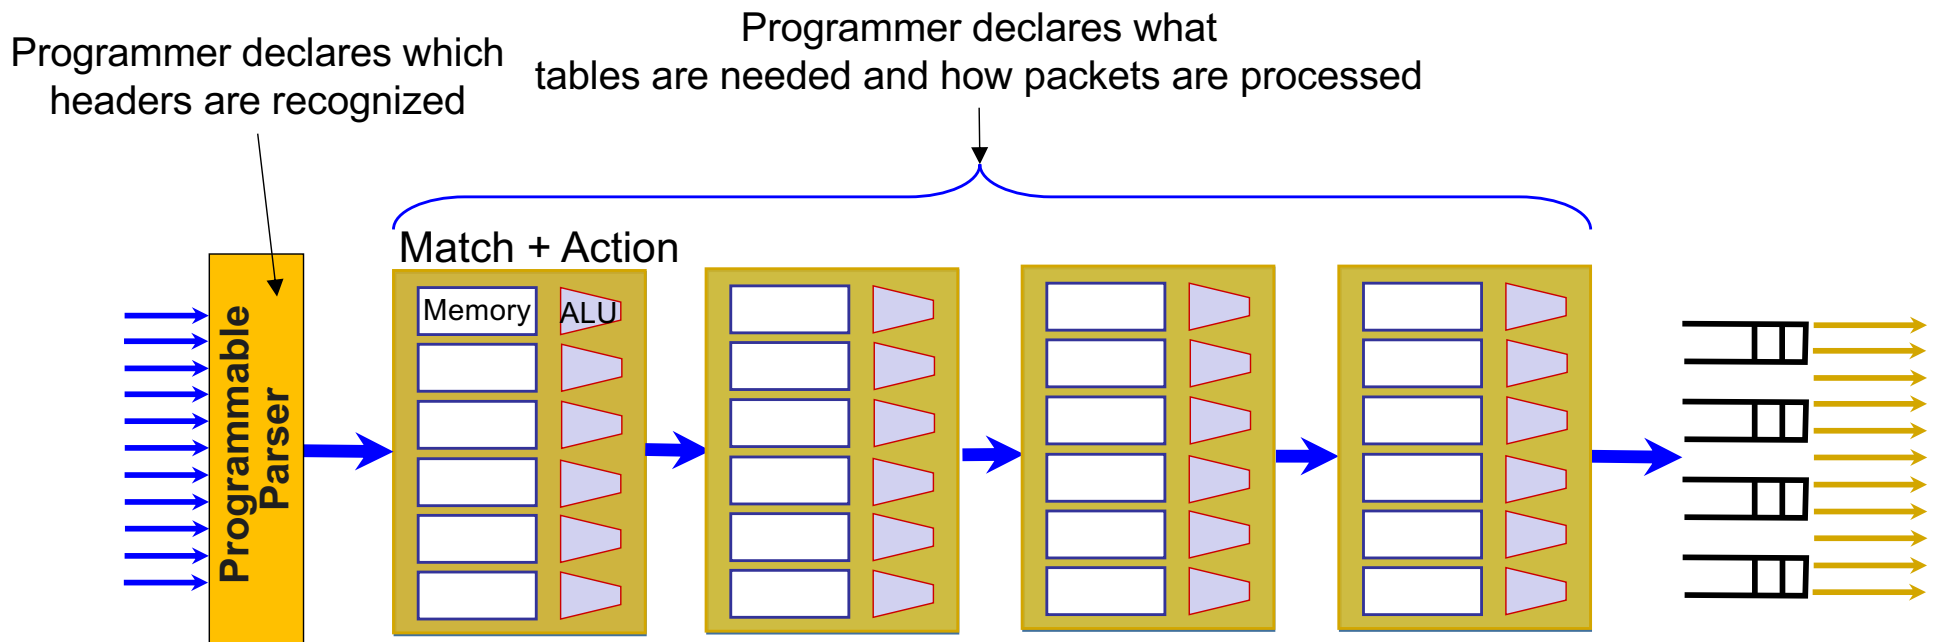 Programmer declares what
tables are needed and how packets are processed
Programmer declares which
headers are recognized
Match + Action
Memory
ALU
Programmable
Parser